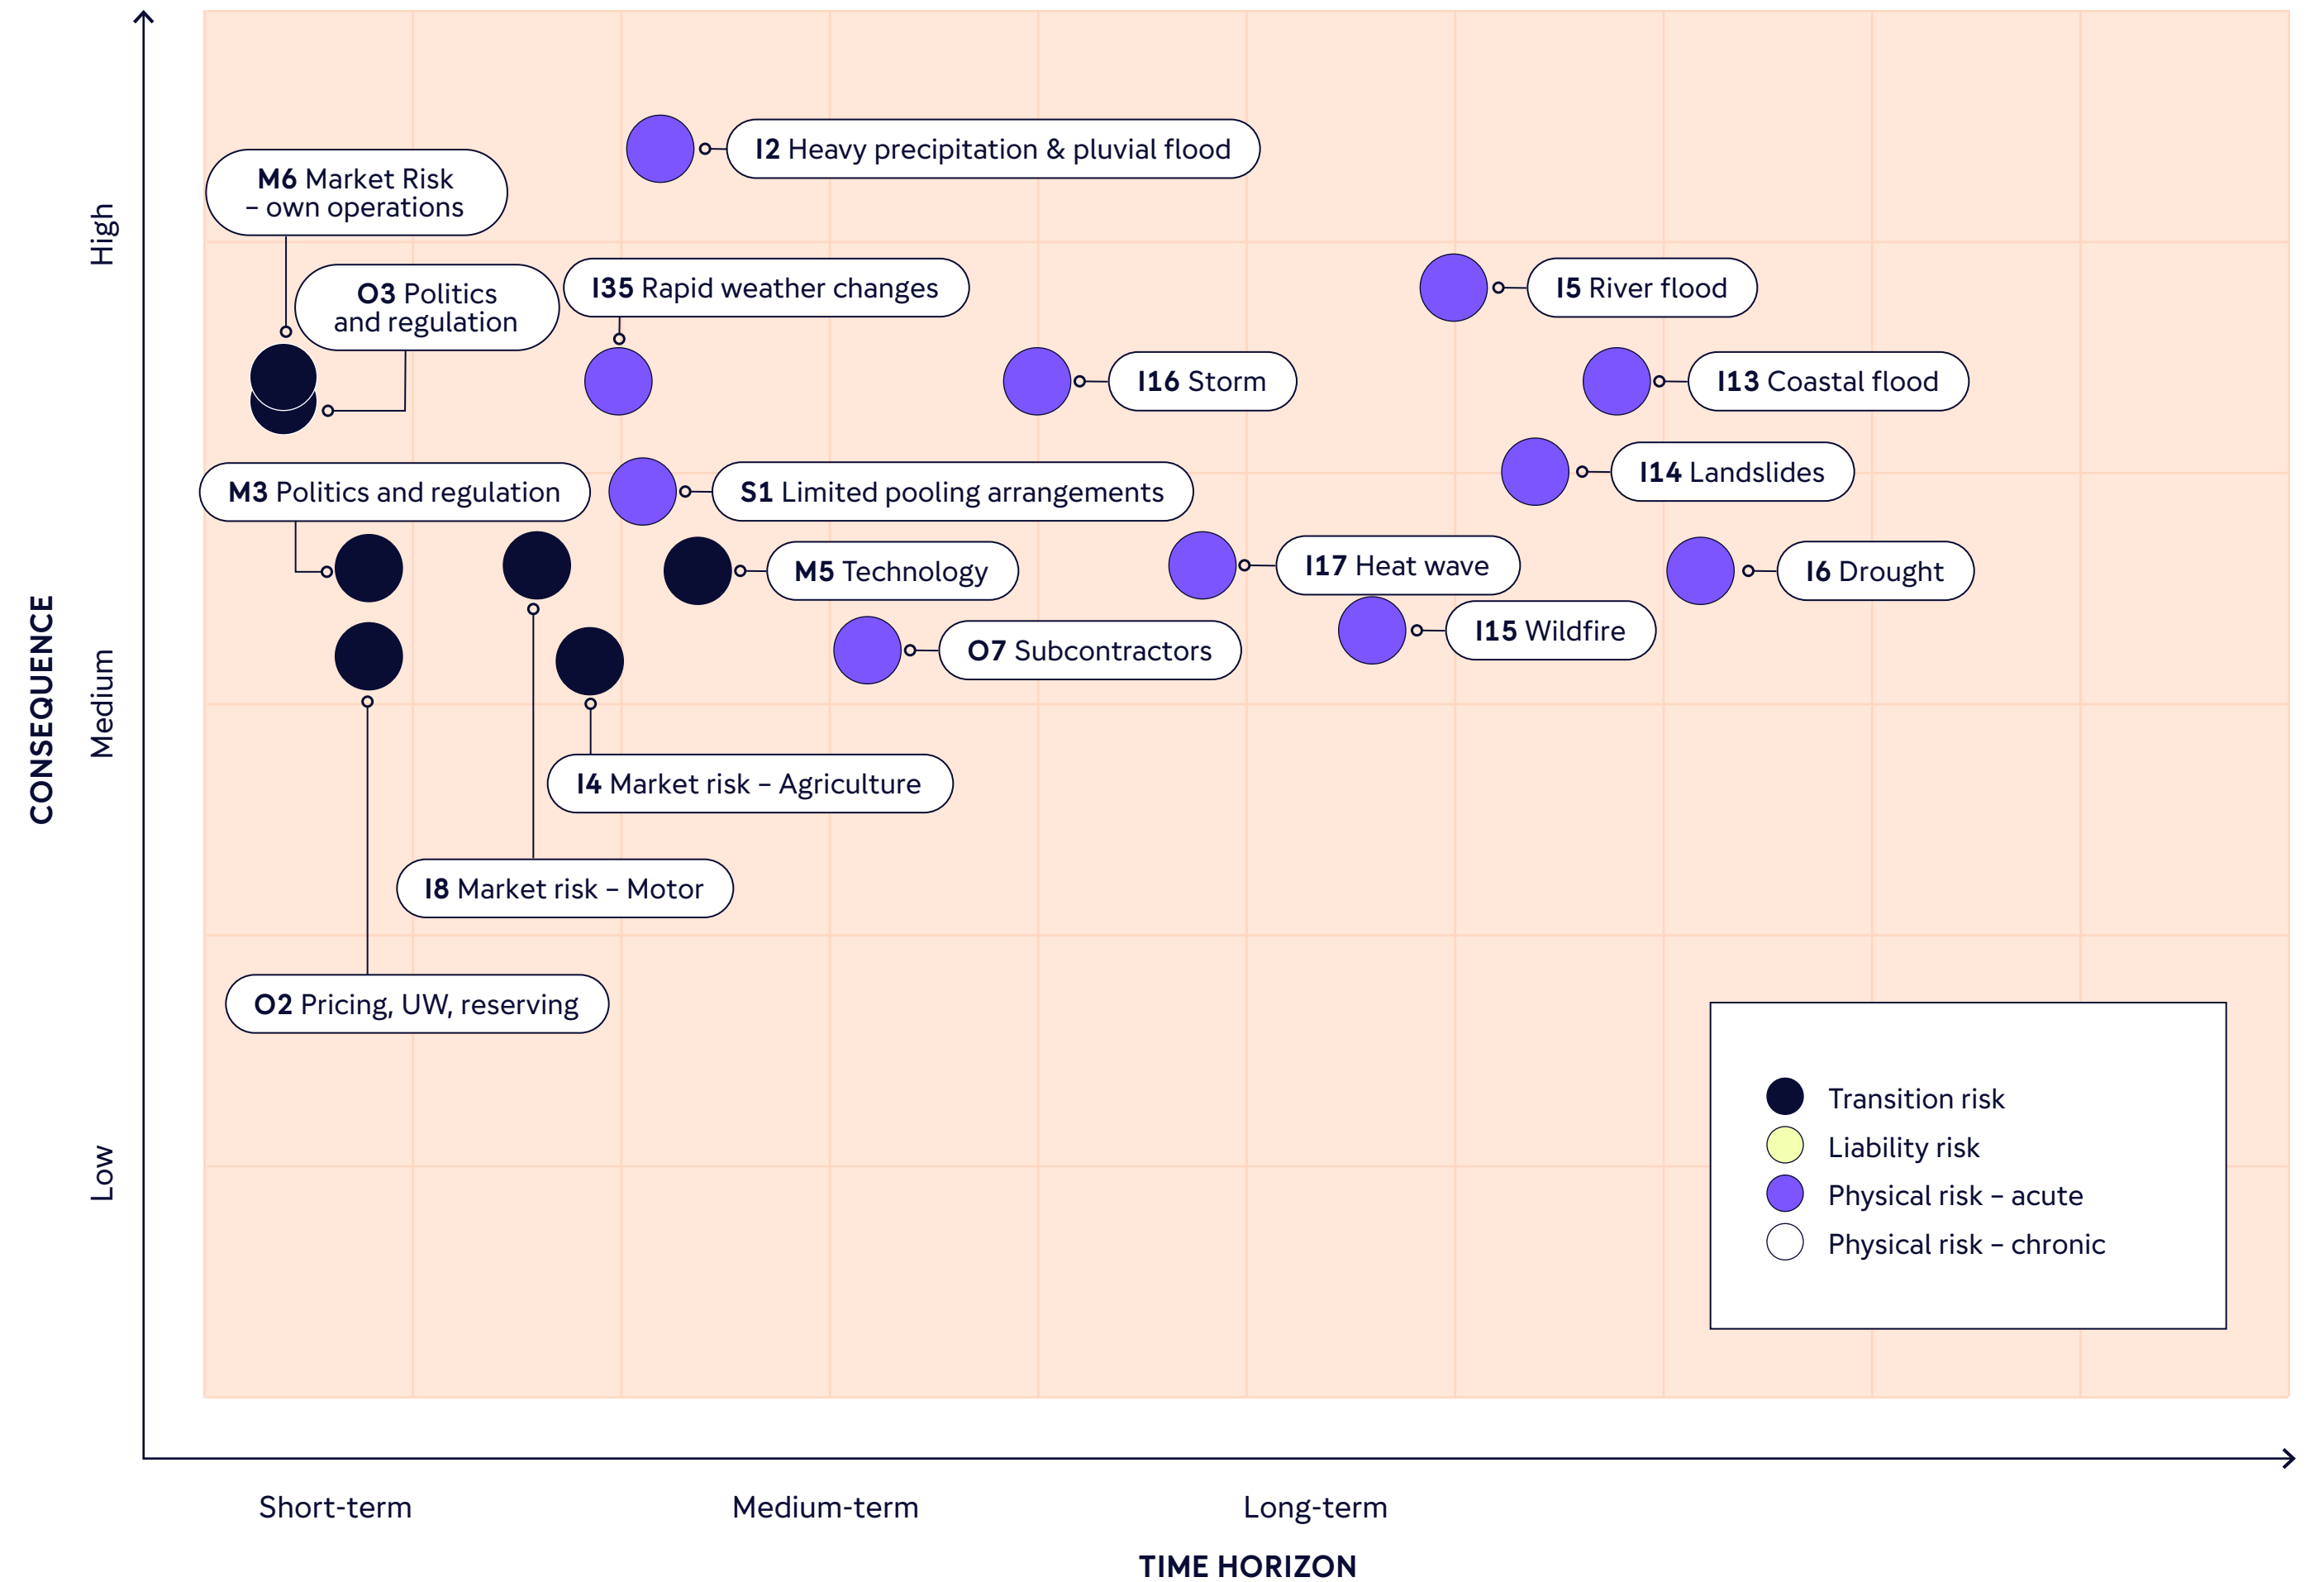 I2 Heavy precipitation & pluvial flood
M6 Market Risk
– own operations
High
O3 Politics
and regulation
I35 Rapid weather changes
I5 River flood
I16 Storm
I13 Coastal flood
M3 Politics and regulation
S1 Limited pooling arrangements
I14 Landslides
M5 Technology
I17 Heat wave
I6 Drought
O7 Subcontractors
I15 Wildfire
CONSEQUENCE
Medium
I4 Market risk – Agriculture
I8 Market risk – Motor
O2 Pricing, UW, reserving
Low
Transition risk
Liability risk
Physical risk – acute
Physical risk – chronic
Short-term
Medium-term
Long-term
TIME HORIZON